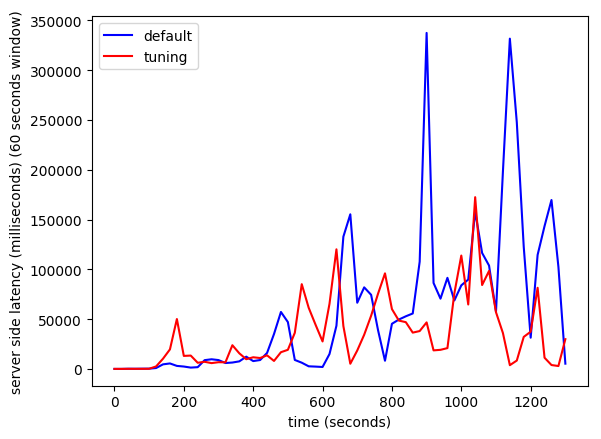 350000
300000
250000
200000
150000
100000
50000
0
server side latency (milliseconds) (60 seconds window)
default
tuning
0 200 400 600 800 1000 1200
time (seconds)